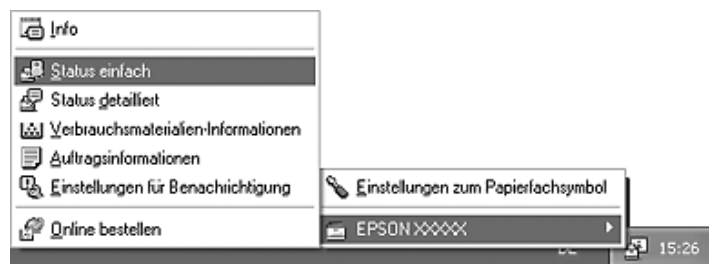 Info
Status einfach
Status detailliert
Verbrauchsmaterialien-Informationen
Auftragsinformationen
Einstellungen für Benachrichtigung
Online bestellen
Einstellungen zum Papierfachsymbol
EPSON XXXXX
15:26